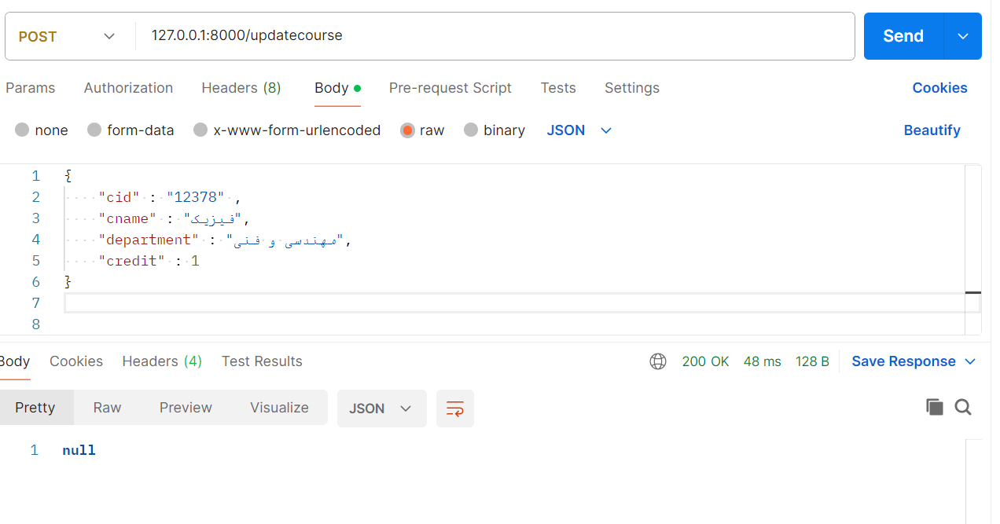 POST 127.0.0.1:8000/updatecourse Send
Params Authorization Headers (8) Body Pre-request Script Tests Settings Cookies
none form-data x-www-form-urlencoded raw binary JSON Beautify
1 {
2 "cid" : "12378" ,
3 "cname" : "فیزیک",
4 "department" : "مهندسی و فنی",
5 "credit" : 1
6 }
7
8
Body Cookies Headers (4) Test Results 200 OK 48 ms 128 B Save Response
Pretty Raw Preview Visualize JSON
1 null